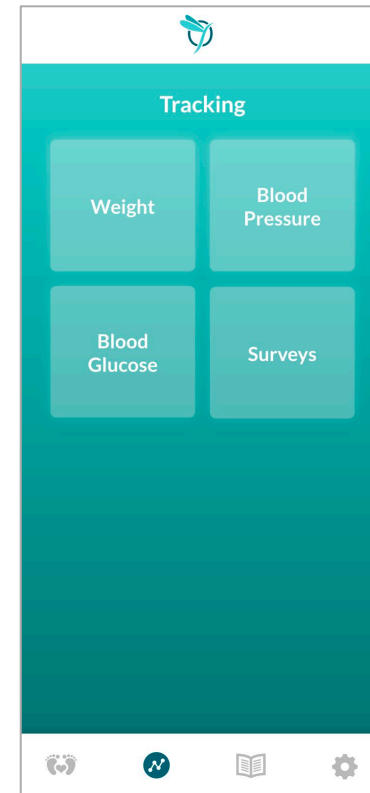 Tracking
Weight
Blood
Pressure
Blood
Glucose
Surveys